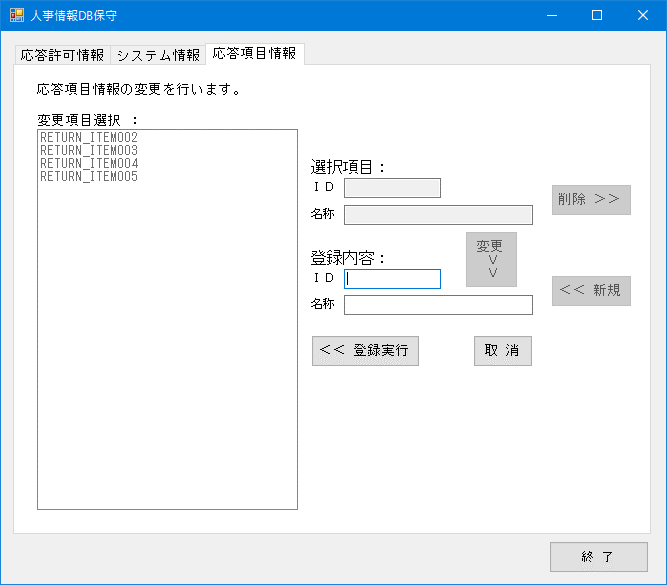 人事情報DB保守
応答許可情報 システム情報 応答項目情報
応答項目情報の変更を行います。
変更項目選択 ：
RETURN_ITEM002
RETURN_ITEM003
RETURN_ITEM004
RETURN_ITEM005
選択項目：
ＩＤ
名称
削除 ＞＞
登録内容：
変更
＞
＞
ＩＤ
名称
＜＜ 新規
＜＜ 登録実行
取 消
終 了